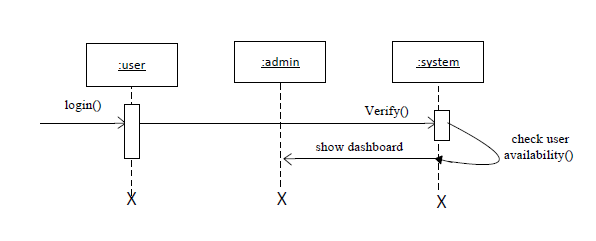 :user
:admin
:system
login()
Verify()
check user
availability()
show dashboard
X
X
X